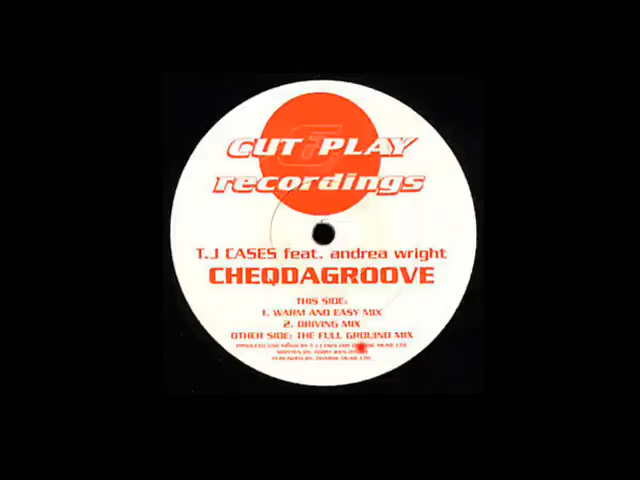 CUT & PLAY
recordings
T.J CASES feat. andrea wright
CHEQDAGROOVE
THIS SIDE:
1. WARM AND EASY MIX
2. DRIVING MIX
OTHER SIDE: THE FULL GROUND MIX